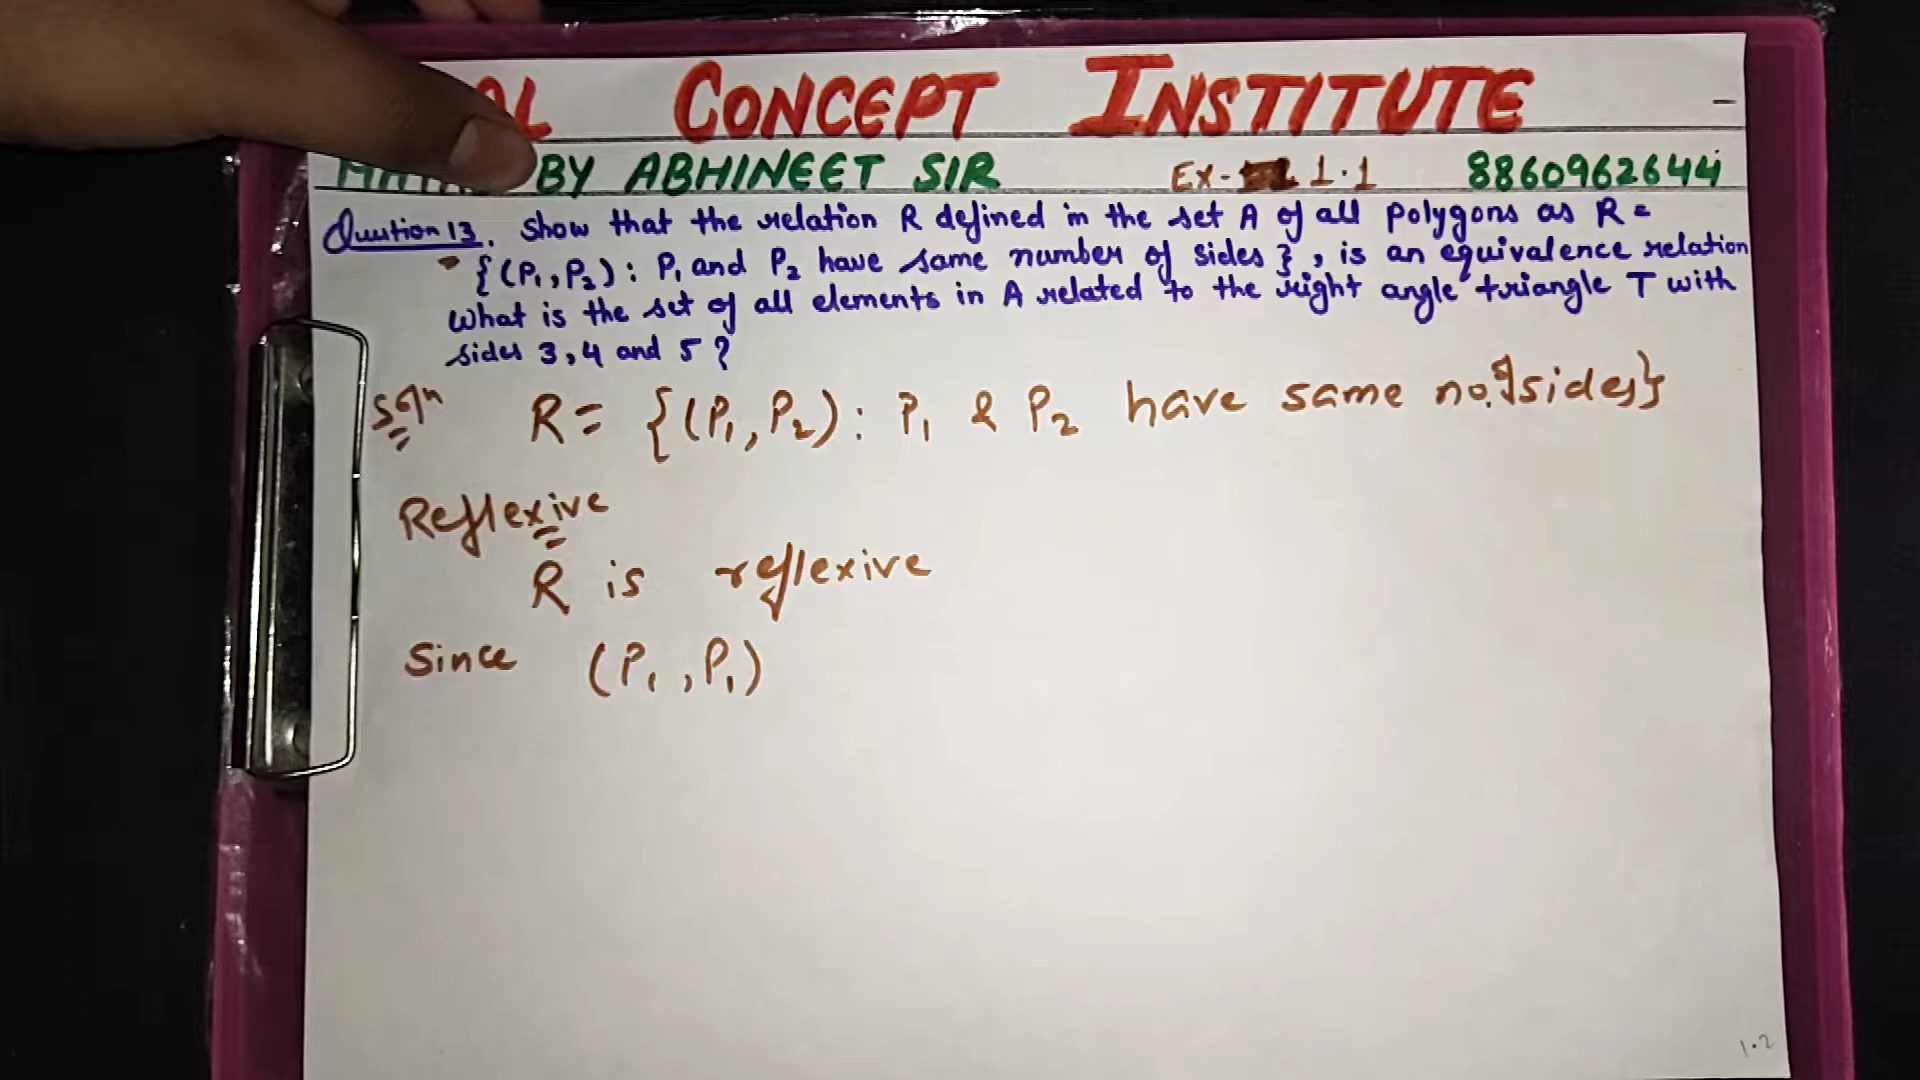 CONCEPT INSTITUTE
BY ABHINEET SIR Ex- 1.1 8860962644
Question 13. Show that the relation R defined in the set A of all polygons as R =
{(P₁,P₂): P₁ and P₂ have same number of sides}, is an equivalence relation
What is the set of all elements in A related to the right angle triangle T with
sides 3,4 and 5?
Soln R = {(P₁,P₂): P₁ & P₂ have same no. of sides}
Reflexive
R is reflexive
Since (P₁,P₁)
1.2